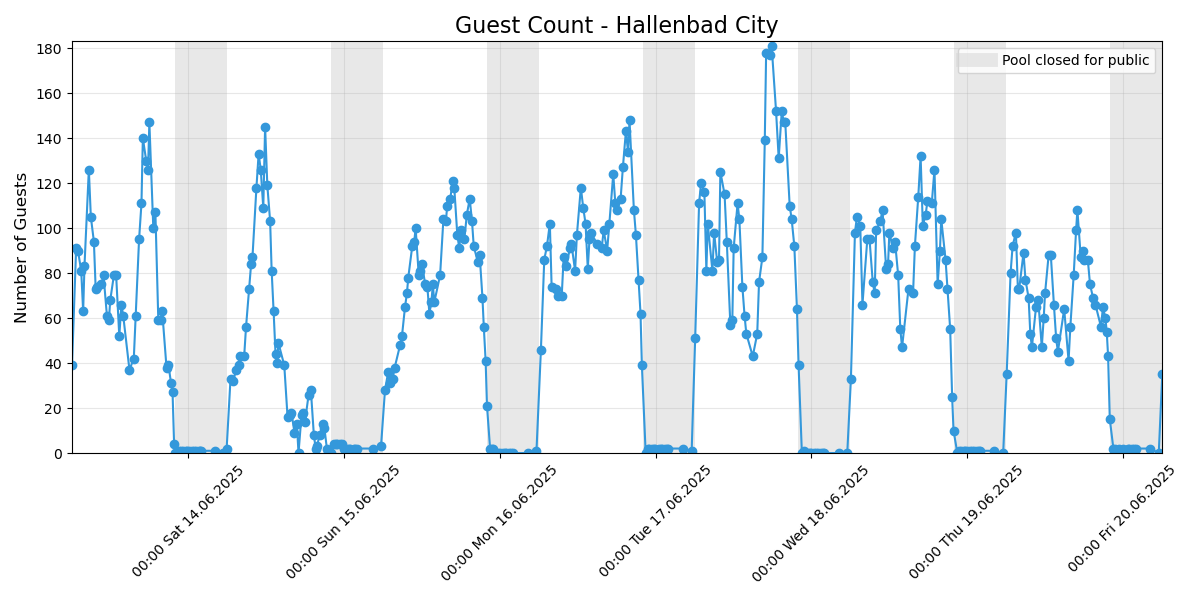 Guest Count - Hallenbad City
Pool closed for public
Number of Guests
180
160
140
120
100
80
60
40
20
0
00:00 Sat 14.06.2025
00:00 Sun 15.06.2025
00:00 Mon 16.06.2025
00:00 Tue 17.06.2025
00:00 Wed 18.06.2025
00:00 Thu 19.06.2025
00:00 Fri 20.06.2025